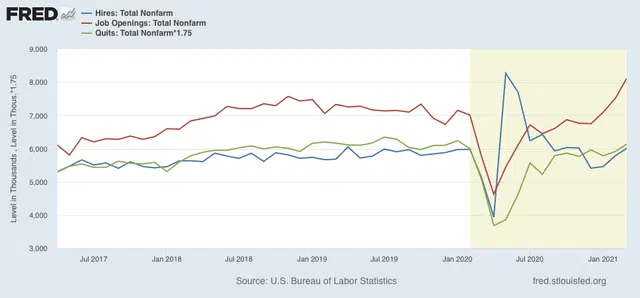 FRED
Hires: Total Nonfarm
Job Openings: Total Nonfarm
Quits: Total Nonfarm*1.75
Level in Thousands , Level in Thous.*1.75
9,000
8,000
7,000
6,000
5,000
4,000
3,000
Jul 2017
Jan 2018
Jul 2018
Jan 2019
Jul 2019
Jan 2020
Jul 2020
Jan 2021
Source: U.S. Bureau of Labor Statistics
fred.stlouisfed.org